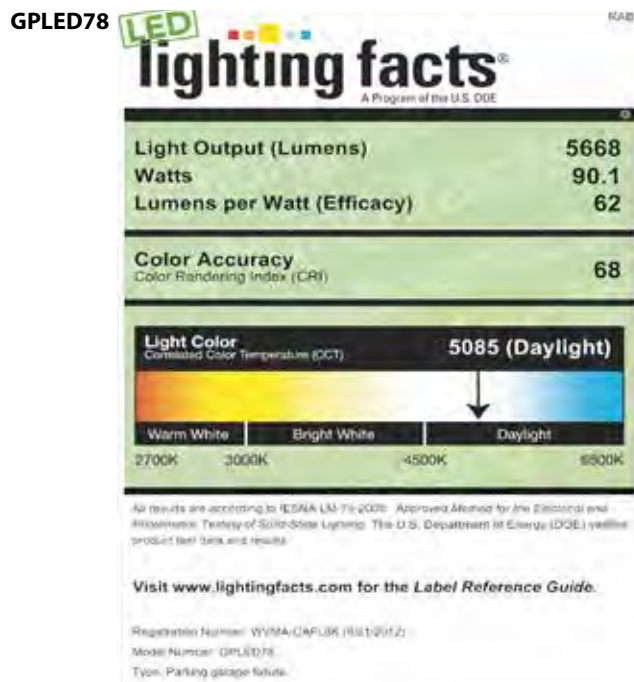 GPLED78
RAB
LED
lighting facts®
A Program of the U.S. DOE
Light Output (Lumens) 5668
Watts 90.1
Lumens per Watt (Efficacy) 62
Color Accuracy 68
Color Rendering Index (CRI)
Light Color 5085 (Daylight)
Correlated Color Temperature (CCT)
Warm White Bright White Daylight
2700K 3000K 4500K 6500K
All results are according to IESNA LM-79-2008: Approved Method for the Electrical and
Photometric Testing of Solid-State Lighting. The U.S. Department of Energy (DOE) verifies
product test data and results.
Visit www.lightingfacts.com for the Label Reference Guide.
Registration Number:
Model Number: GPLED78
Type: Parking garage fixture